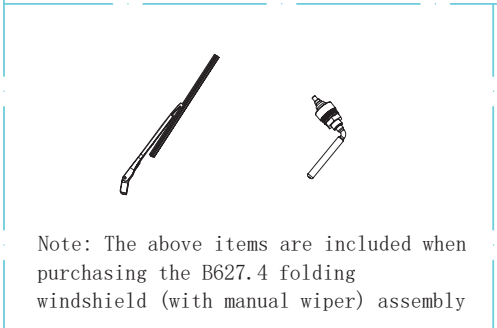 Note: The above items are included when
purchasing the B627.4 folding
windshield (with manual wiper) assembly